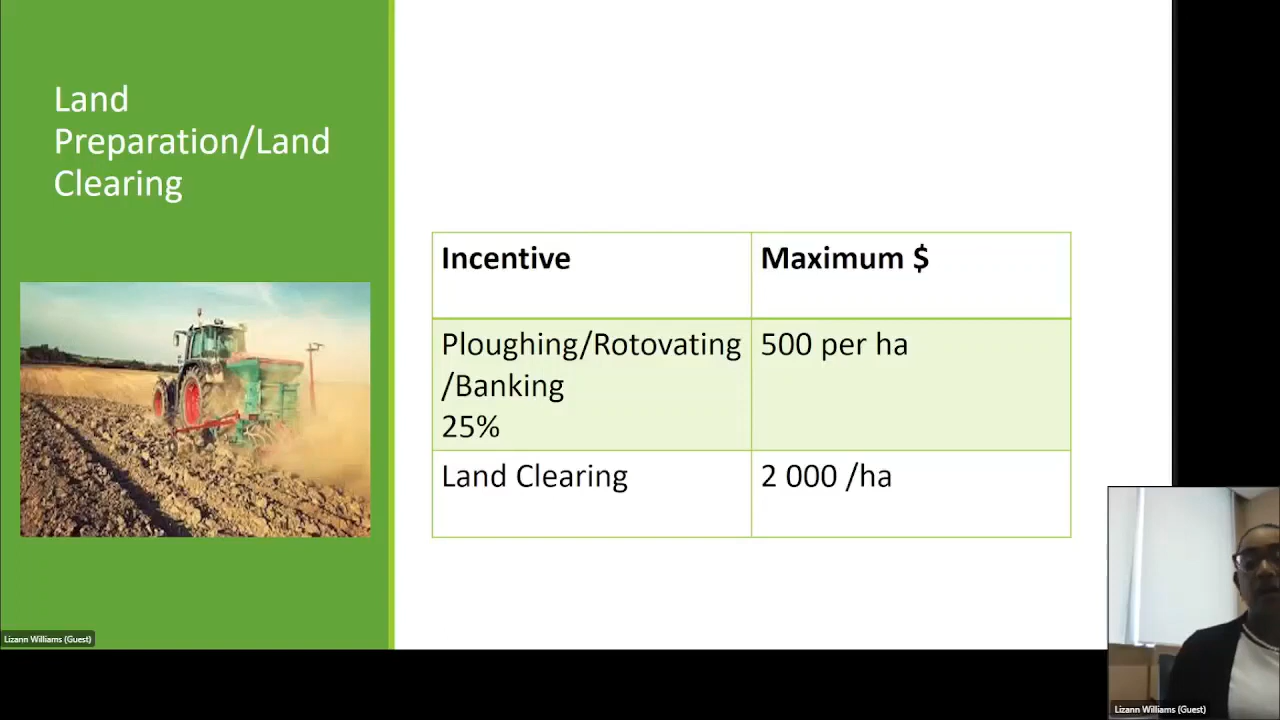 Land
Preparation/Land
Clearing
Incentive
Maximum $
Ploughing/Rotovating
/Banking
25%
500 per ha
Land Clearing
2 000 /ha
Lizann Williams (Guest)
Lizann Williams (Guest)